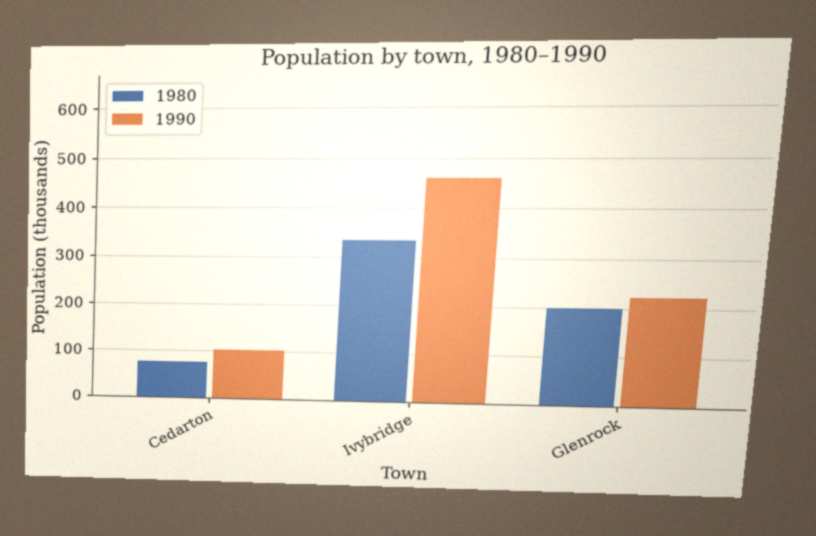 Population by town, 1980–1990
1980
1990
Population (thousands)
600
500
400
300
200
100
0
Cedarton
Ivybridge
Glenrock
Town